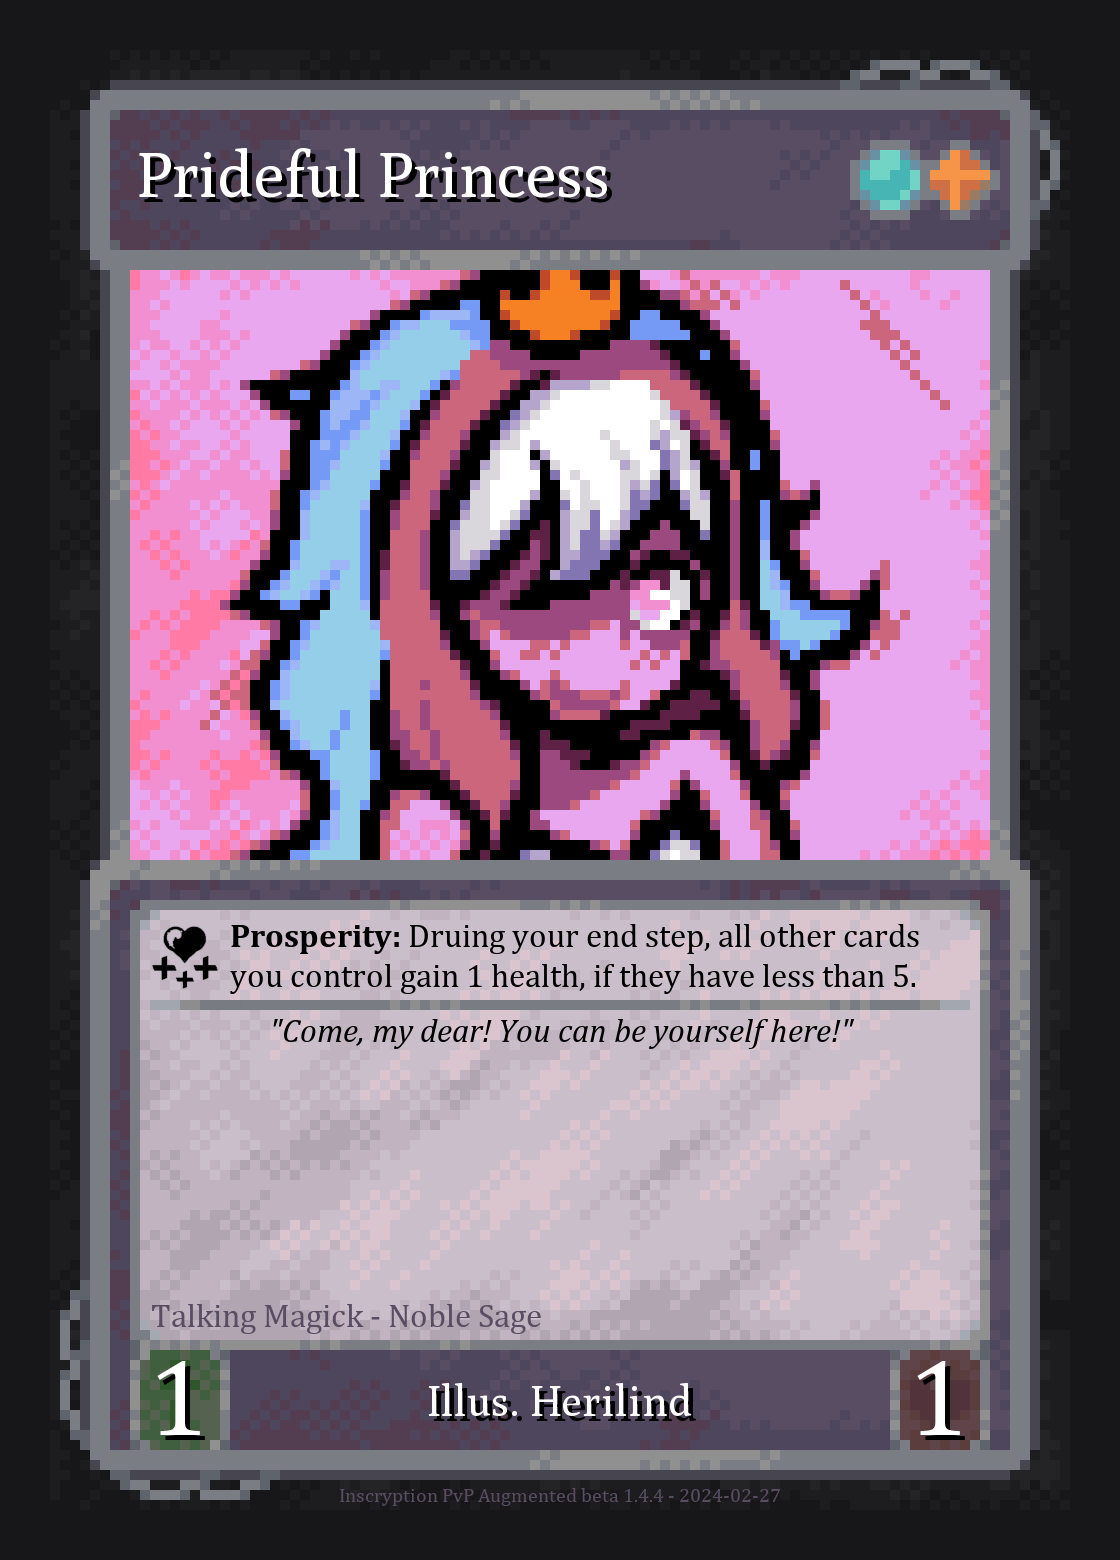 Prideful Princess
Prosperity: Druing your end step, all other cards
you control gain 1 health, if they have less than 5.
"Come, my dear! You can be yourself here!"
Talking Magick - Noble Sage
1
Illus. Herilind
1
Inscryption PvP Augmented beta 1.4.4 - 2024-02-27